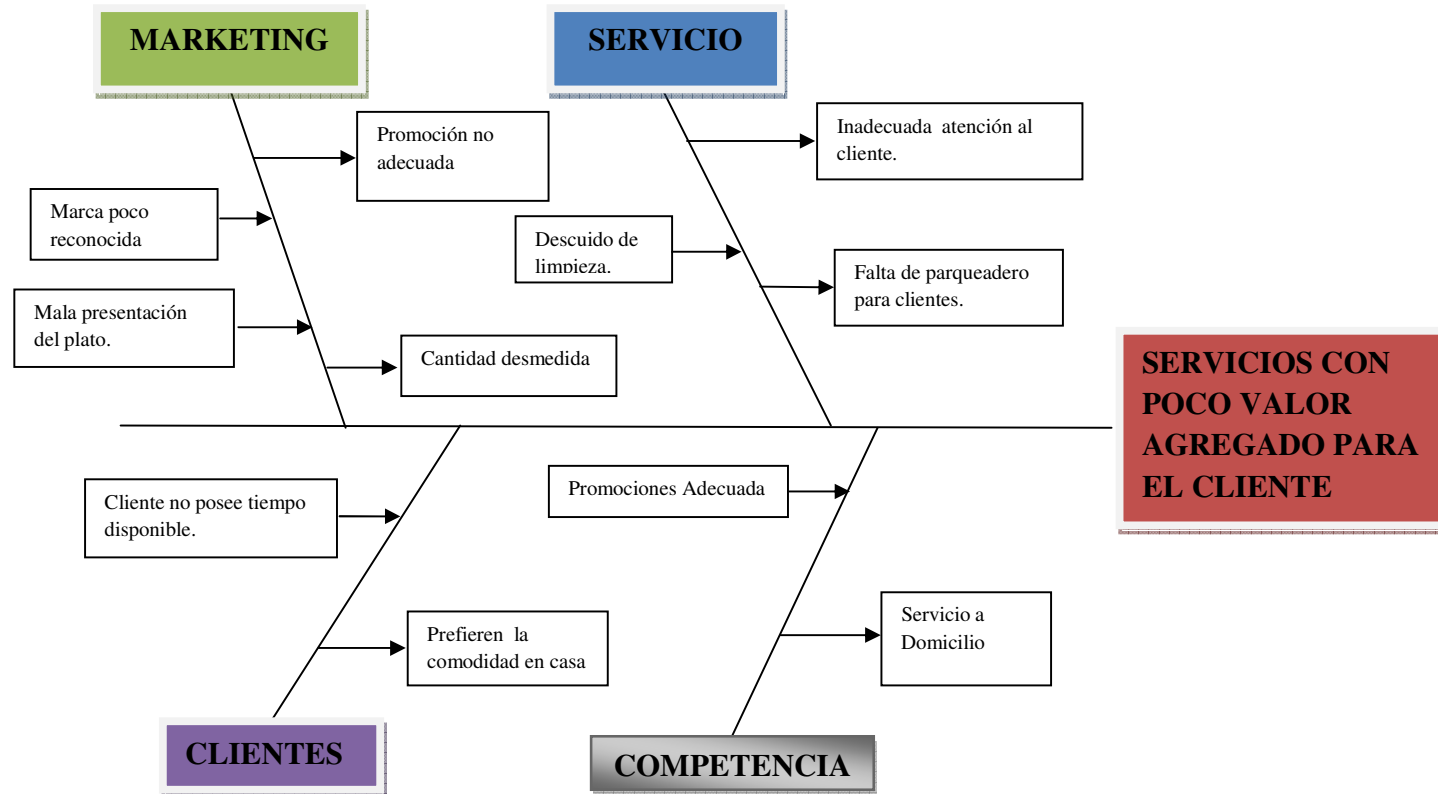 MARKETING
SERVICIO
Promoción no
adecuada
Inadecuada atención al
cliente.
Marca poco
reconocida
Descuido de
limpieza.
Falta de parqueadero
para clientes.
Mala presentación
del plato.
Cantidad desmedida
SERVICIOS CON
POCO VALOR
AGREGADO PARA
EL CLIENTE
Cliente no posee tiempo
disponible.
Promociones Adecuada
Prefieren la
comodidad en casa
Servicio a
Domicilio
CLIENTES
COMPETENCIA